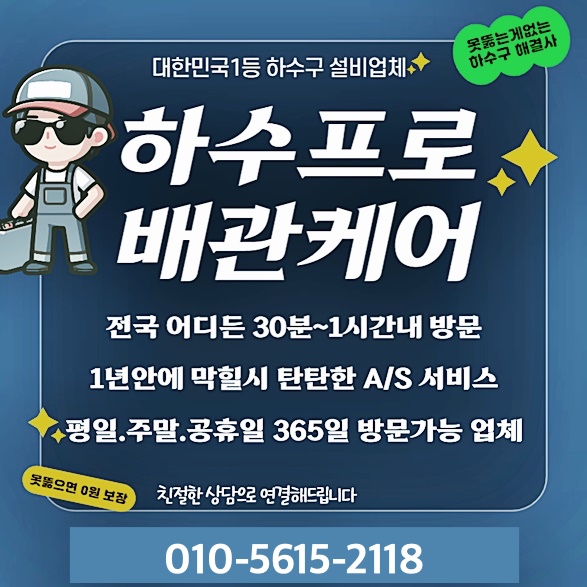 못뚫는게없는
하수구 해결사
대한민국1등 하수구 설비업체
하수프로
배관케어
전국 어디든 30분~1시간내 방문
1년안에 막힐시 탄탄한 A/S 서비스
평일.주말.공휴일 365일 방문가능 업체
못뚫으면 0원 보장
친절한 상담으로 연결해드립니다
010-5615-2118